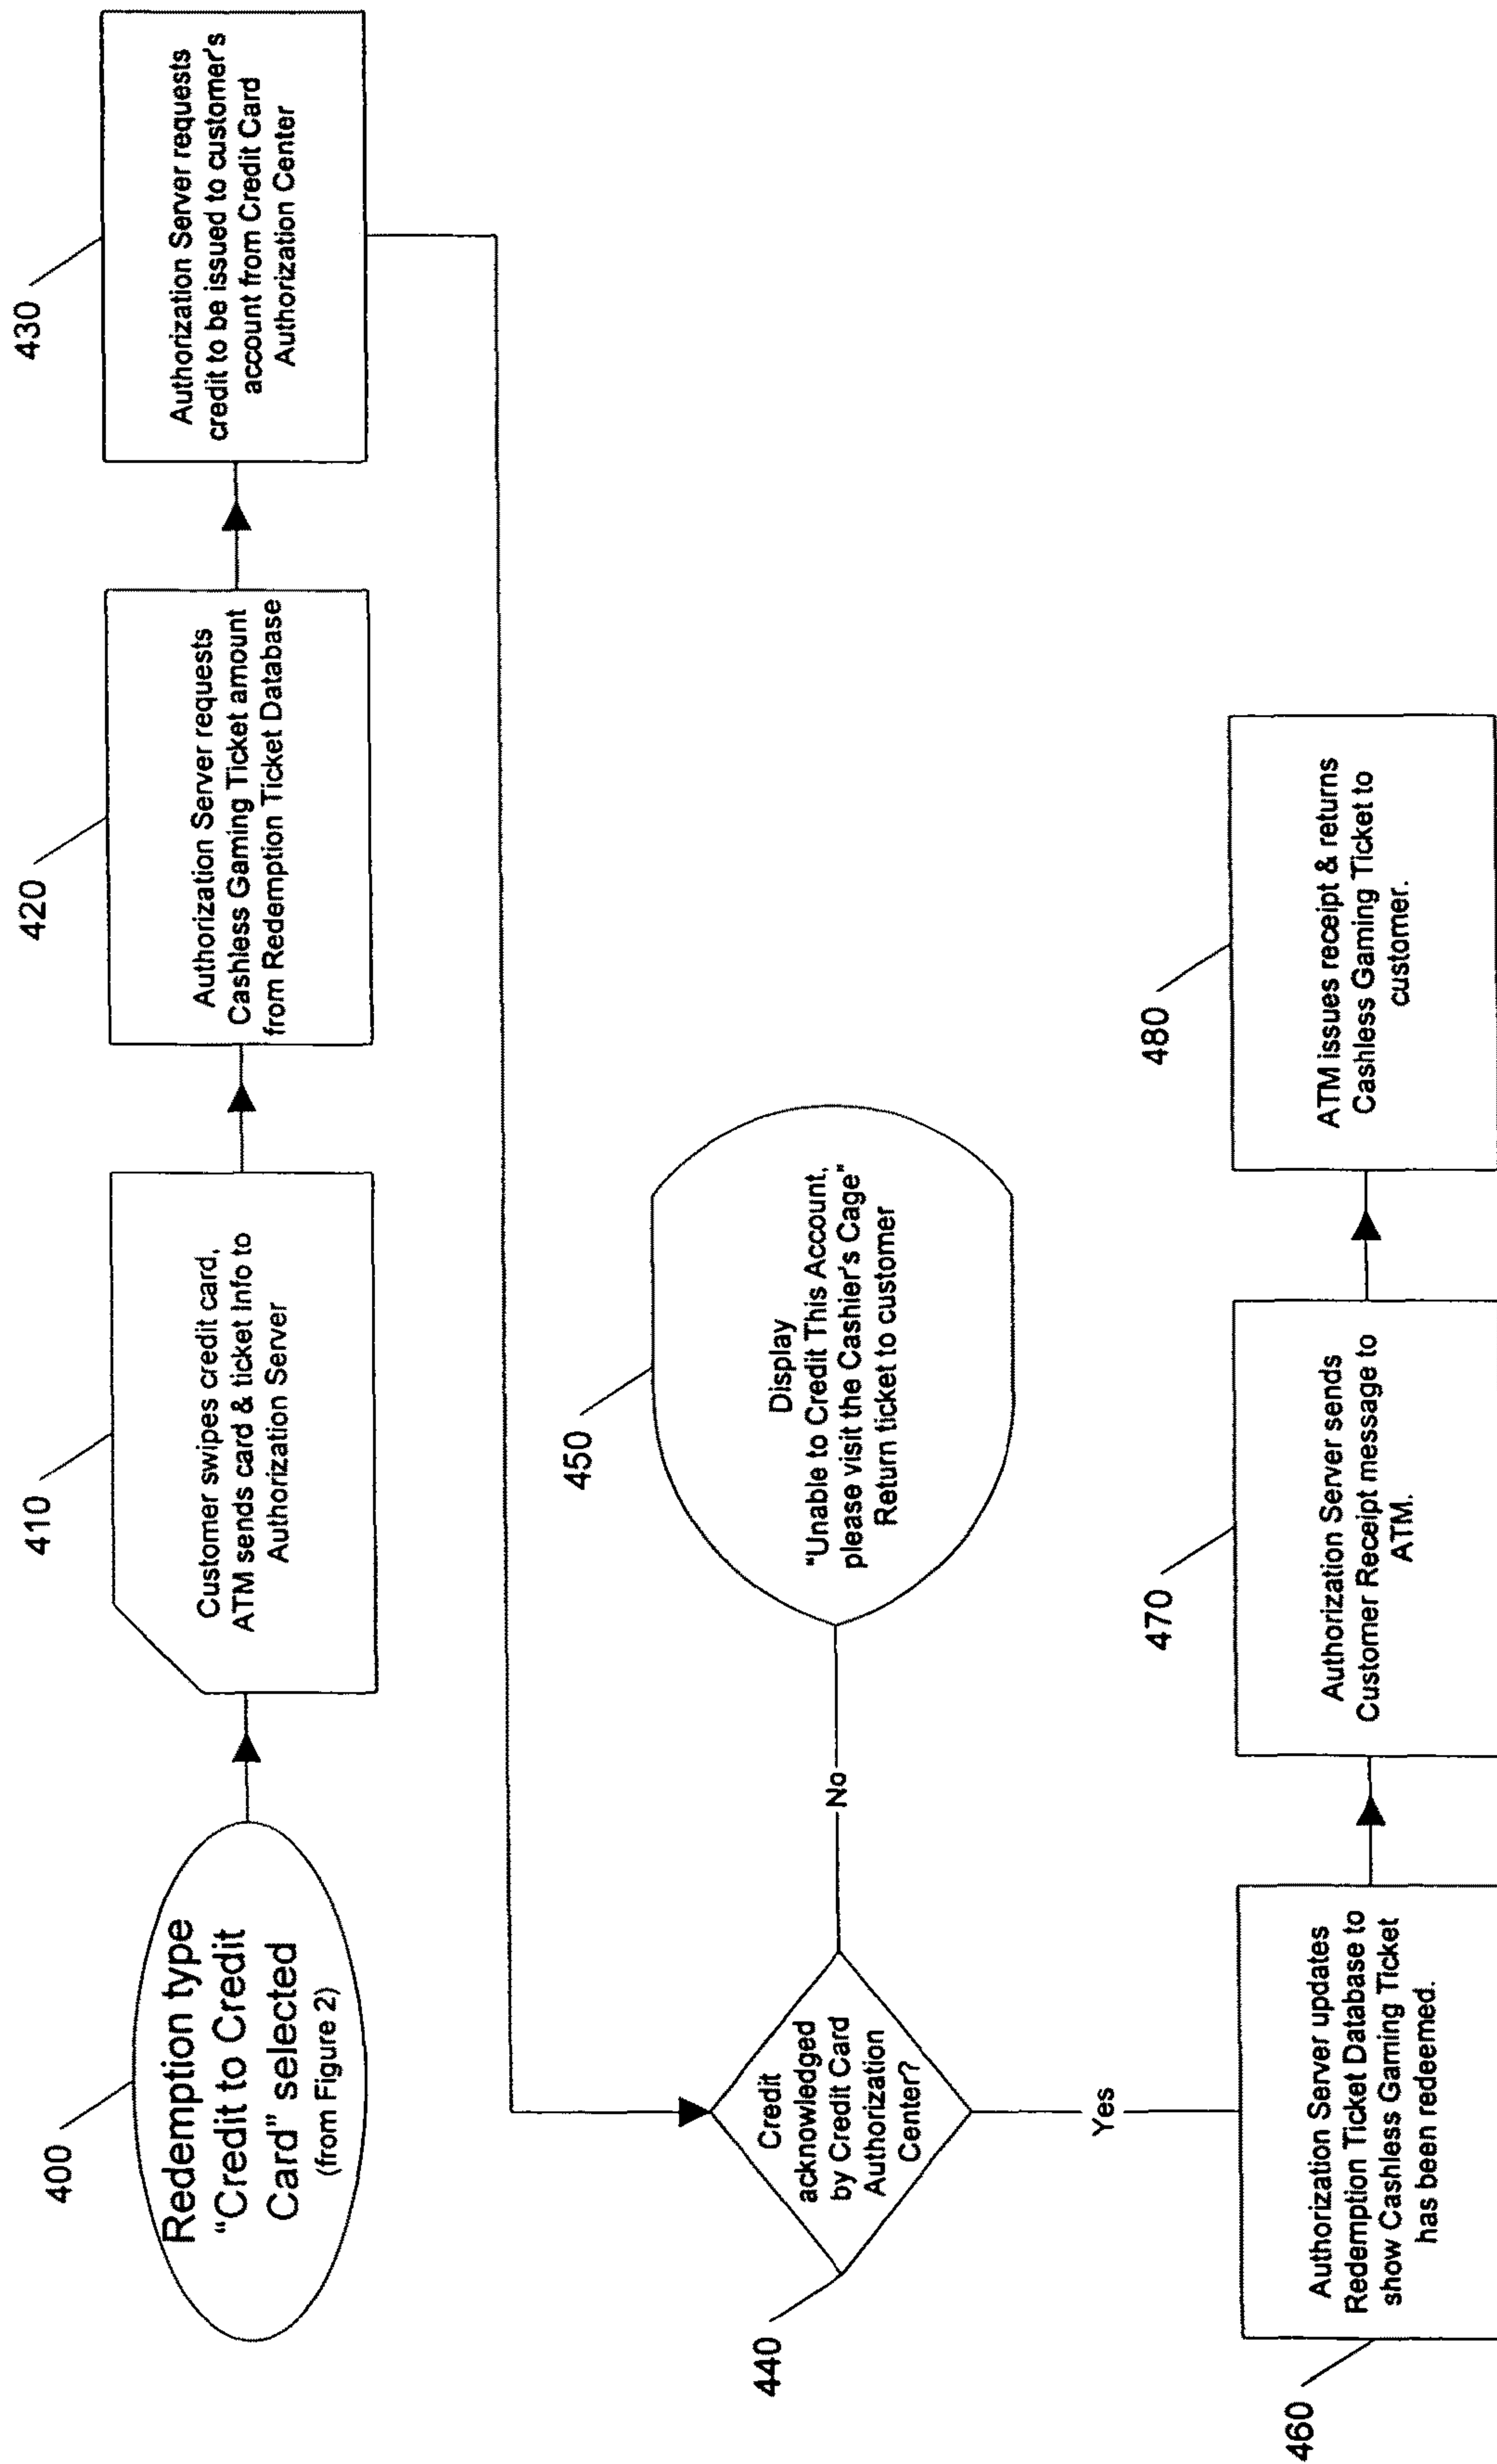 400
Redemption type
“Credit to Credit
Card” selected
(from Figure 2)
410
Customer swipes credit card,
ATM sends card & ticket Info to
Authorization Server
420
Authorization Server requests
Cashless Gaming Ticket amount
from Redemption Ticket Database
430
Authorization Server requests
credit to be issued to customer's
account from Credit Card
Authorization Center
440
Credit
acknowledged
by Credit Card
Authorization
Center?
No
450
Display
"Unable to Credit This Account,
please visit the Cashier's Cage"
Return ticket to customer
Yes
460
Authorization Server updates
Redemption Ticket Database to
show Cashless Gaming Ticket
has been redeemed.
470
Authorization Server sends
Customer Receipt message to
ATM.
480
ATM issues receipt & returns
Cashless Gaming Ticket to
customer.